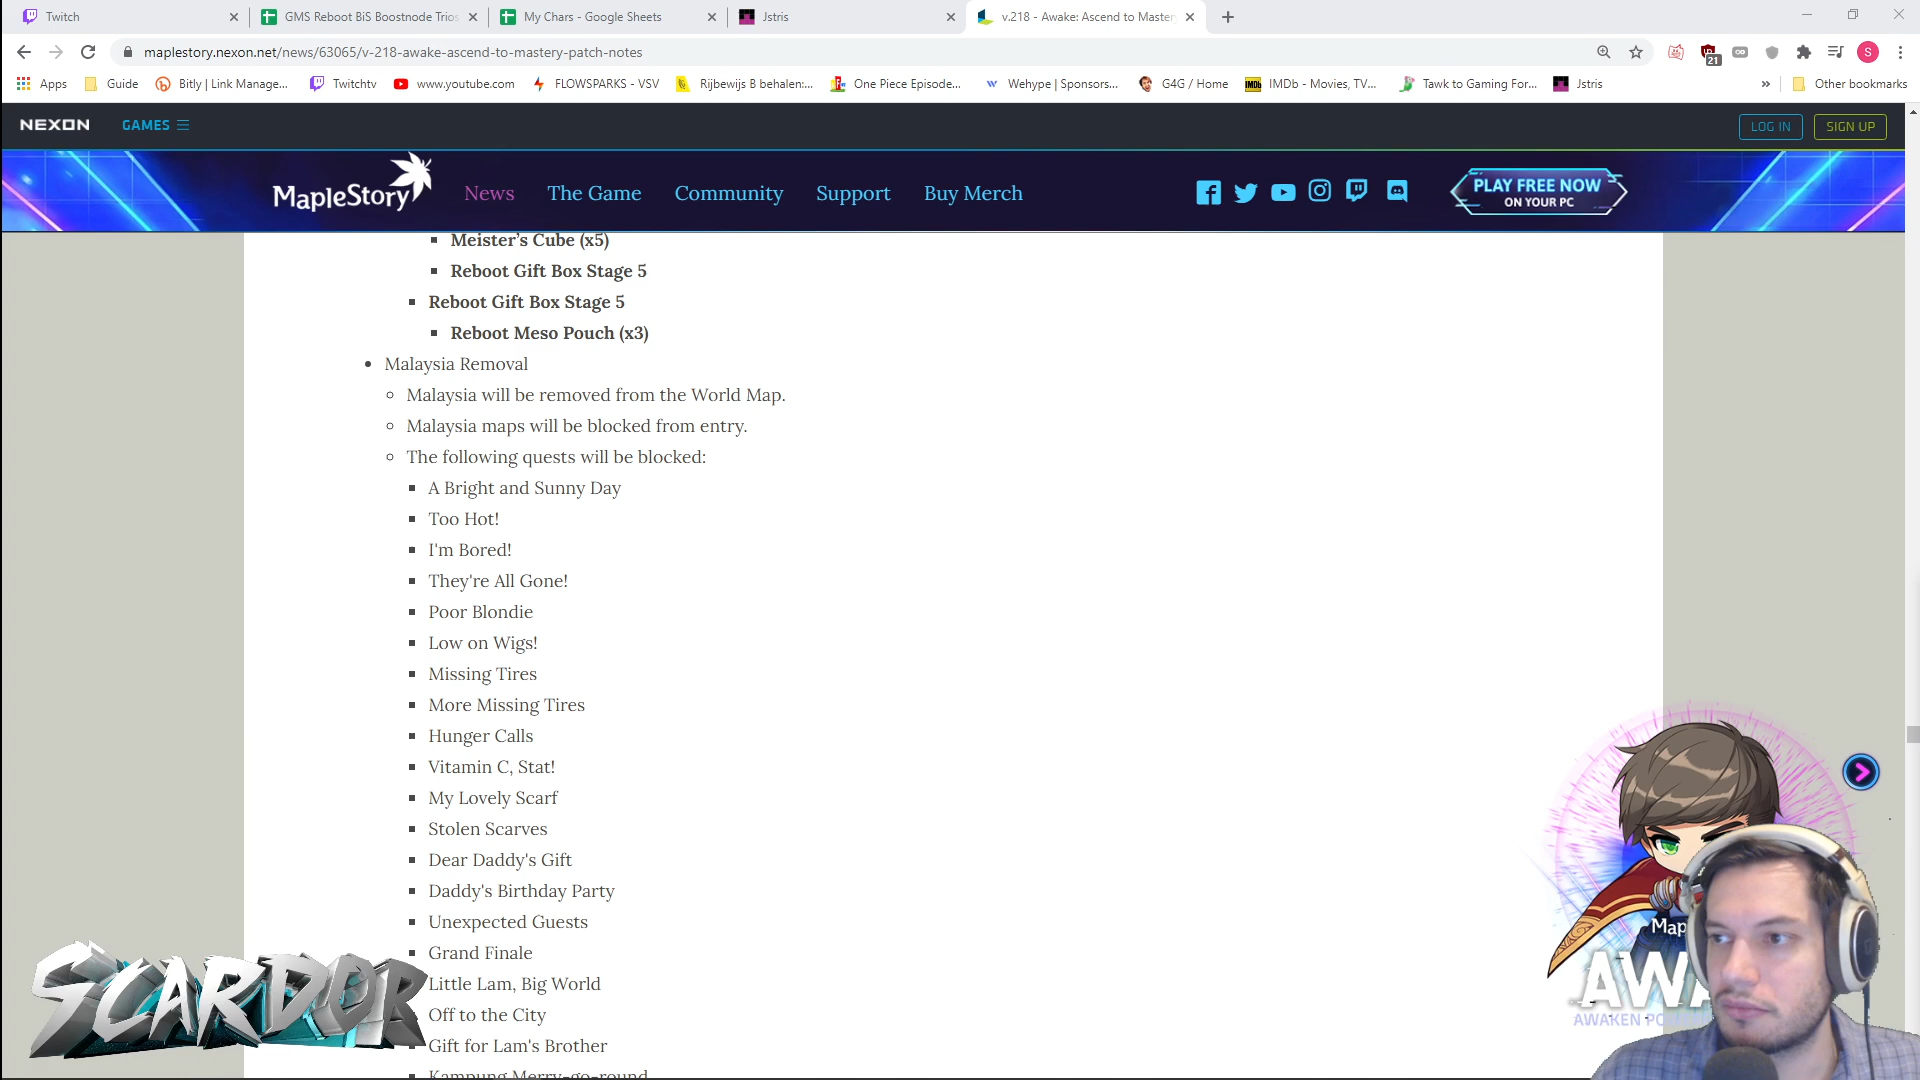 Twitch
GMS Reboot BiS Boostnode Trios
My Chars - Google Sheets
Jstris
v.218 - Awake: Ascend to Master
maplestory.nexon.net/news/63065/v-218-awake-ascend-to-mastery-patch-notes
21
S
Apps
Guide
Bitly | Link Manage...
Twitchtv
www.youtube.com
FLOWSPARKS - VSV
Rijbewijs B behalen:...
One Piece Episode...
Wehype | Sponsors...
G4G / Home
IMDb - Movies, TV...
Tawk to Gaming For...
Jstris
»
Other bookmarks
NEXON
GAMES
LOG IN
SIGN UP
MapleStory
News
The Game
Community
Support
Buy Merch
PLAY FREE NOW
ON YOUR PC
Meister's Cube (x5)
Reboot Gift Box Stage 5
Reboot Gift Box Stage 5
Reboot Meso Pouch (x3)
Malaysia Removal
Malaysia will be removed from the World Map.
Malaysia maps will be blocked from entry.
The following quests will be blocked:
A Bright and Sunny Day
Too Hot!
I'm Bored!
They're All Gone!
Poor Blondie
Low on Wigs!
Missing Tires
More Missing Tires
Hunger Calls
Vitamin C, Stat!
My Lovely Scarf
Stolen Scarves
Dear Daddy's Gift
Daddy's Birthday Party
Unexpected Guests
Grand Finale
Little Lam, Big World
Off to the City
Gift for Lam's Brother
Kampung Merry-go-round
SCARDOR
Map
AWA
AWAKEN PO